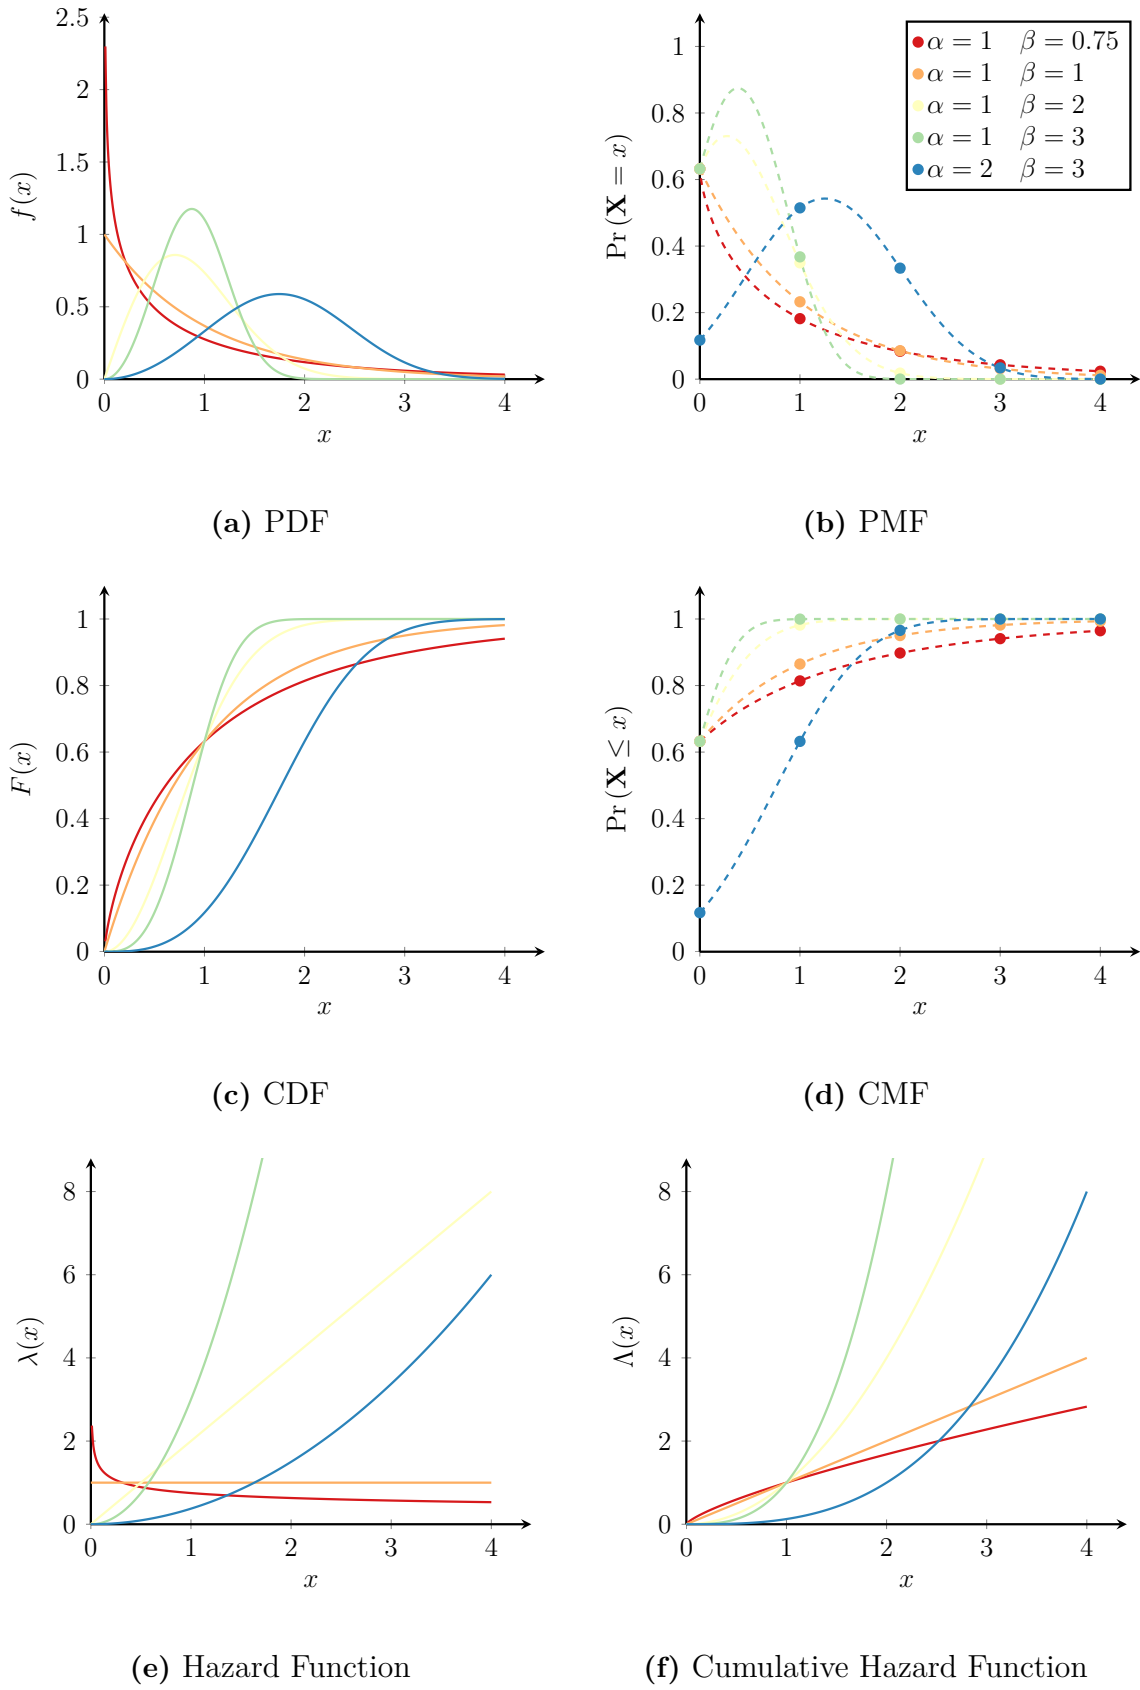 2.5
2
1.5
1
0.5
0
0 1 2 3 4
f(x)
x
(a) PDF
1
0.8
0.6
0.4
0.2
0
0 1 2 3 4
Pr (X = x)
x
α = 1 β = 0.75
α = 1 β = 1
α = 1 β = 2
α = 1 β = 3
α = 2 β = 3
(b) PMF
1
0.8
0.6
0.4
0.2
0
0 1 2 3 4
F(x)
x
(c) CDF
1
0.8
0.6
0.4
0.2
0
0 1 2 3 4
Pr (X ≤ x)
x
(d) CMF
8
6
4
2
0
0 1 2 3 4
λ(x)
x
(e) Hazard Function
8
6
4
2
0
0 1 2 3 4
Λ(x)
x
(f) Cumulative Hazard Function